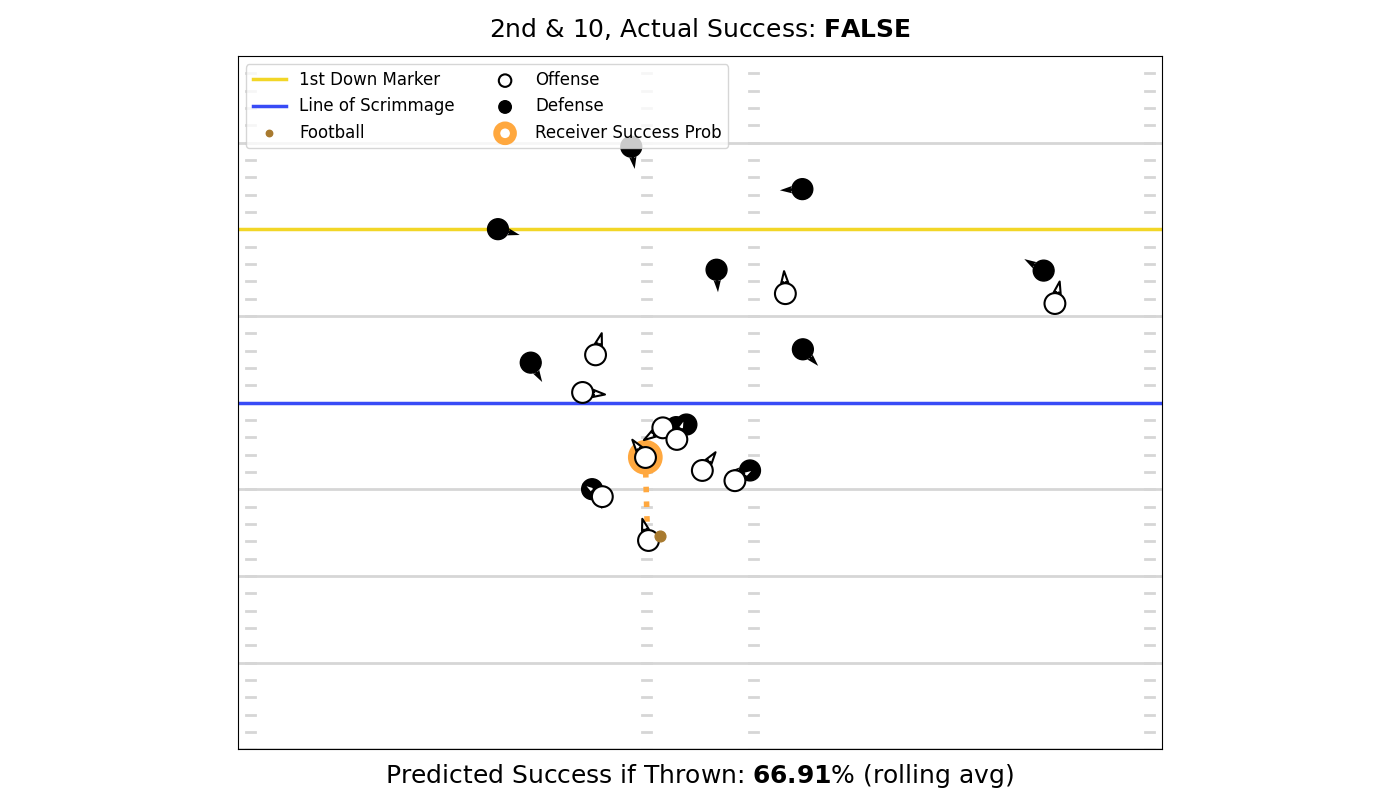 2nd & 10, Actual Success: FALSE
1st Down Marker
Line of Scrimmage
Football
Offense
Defense
Receiver Success Prob
Predicted Success if Thrown: 66.91% (rolling avg)